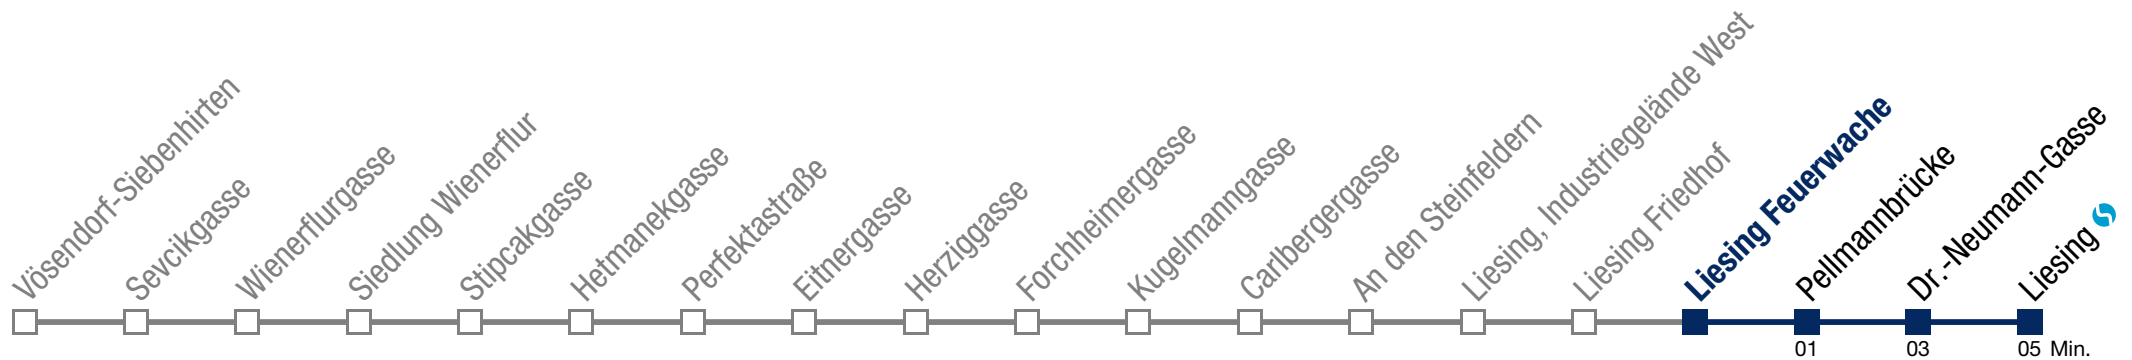 Vösendorf-Siebenhirten
Sevcikgasse
Wienerflurgasse
Siedlung Wienerflur
Stipcakgasse
Hetmanekgasse
Perfektastraße
Eitnergasse
Herziggasse
Forchheimergasse
Kugelmanngasse
Carlbergergasse
An den Steinfeldern
Liesing, Industriegelände West
Liesing Friedhof
Liesing Feuerwache
Pellmannbrücke
Dr.-Neumann-Gasse
Liesing
01 03 05 Min.